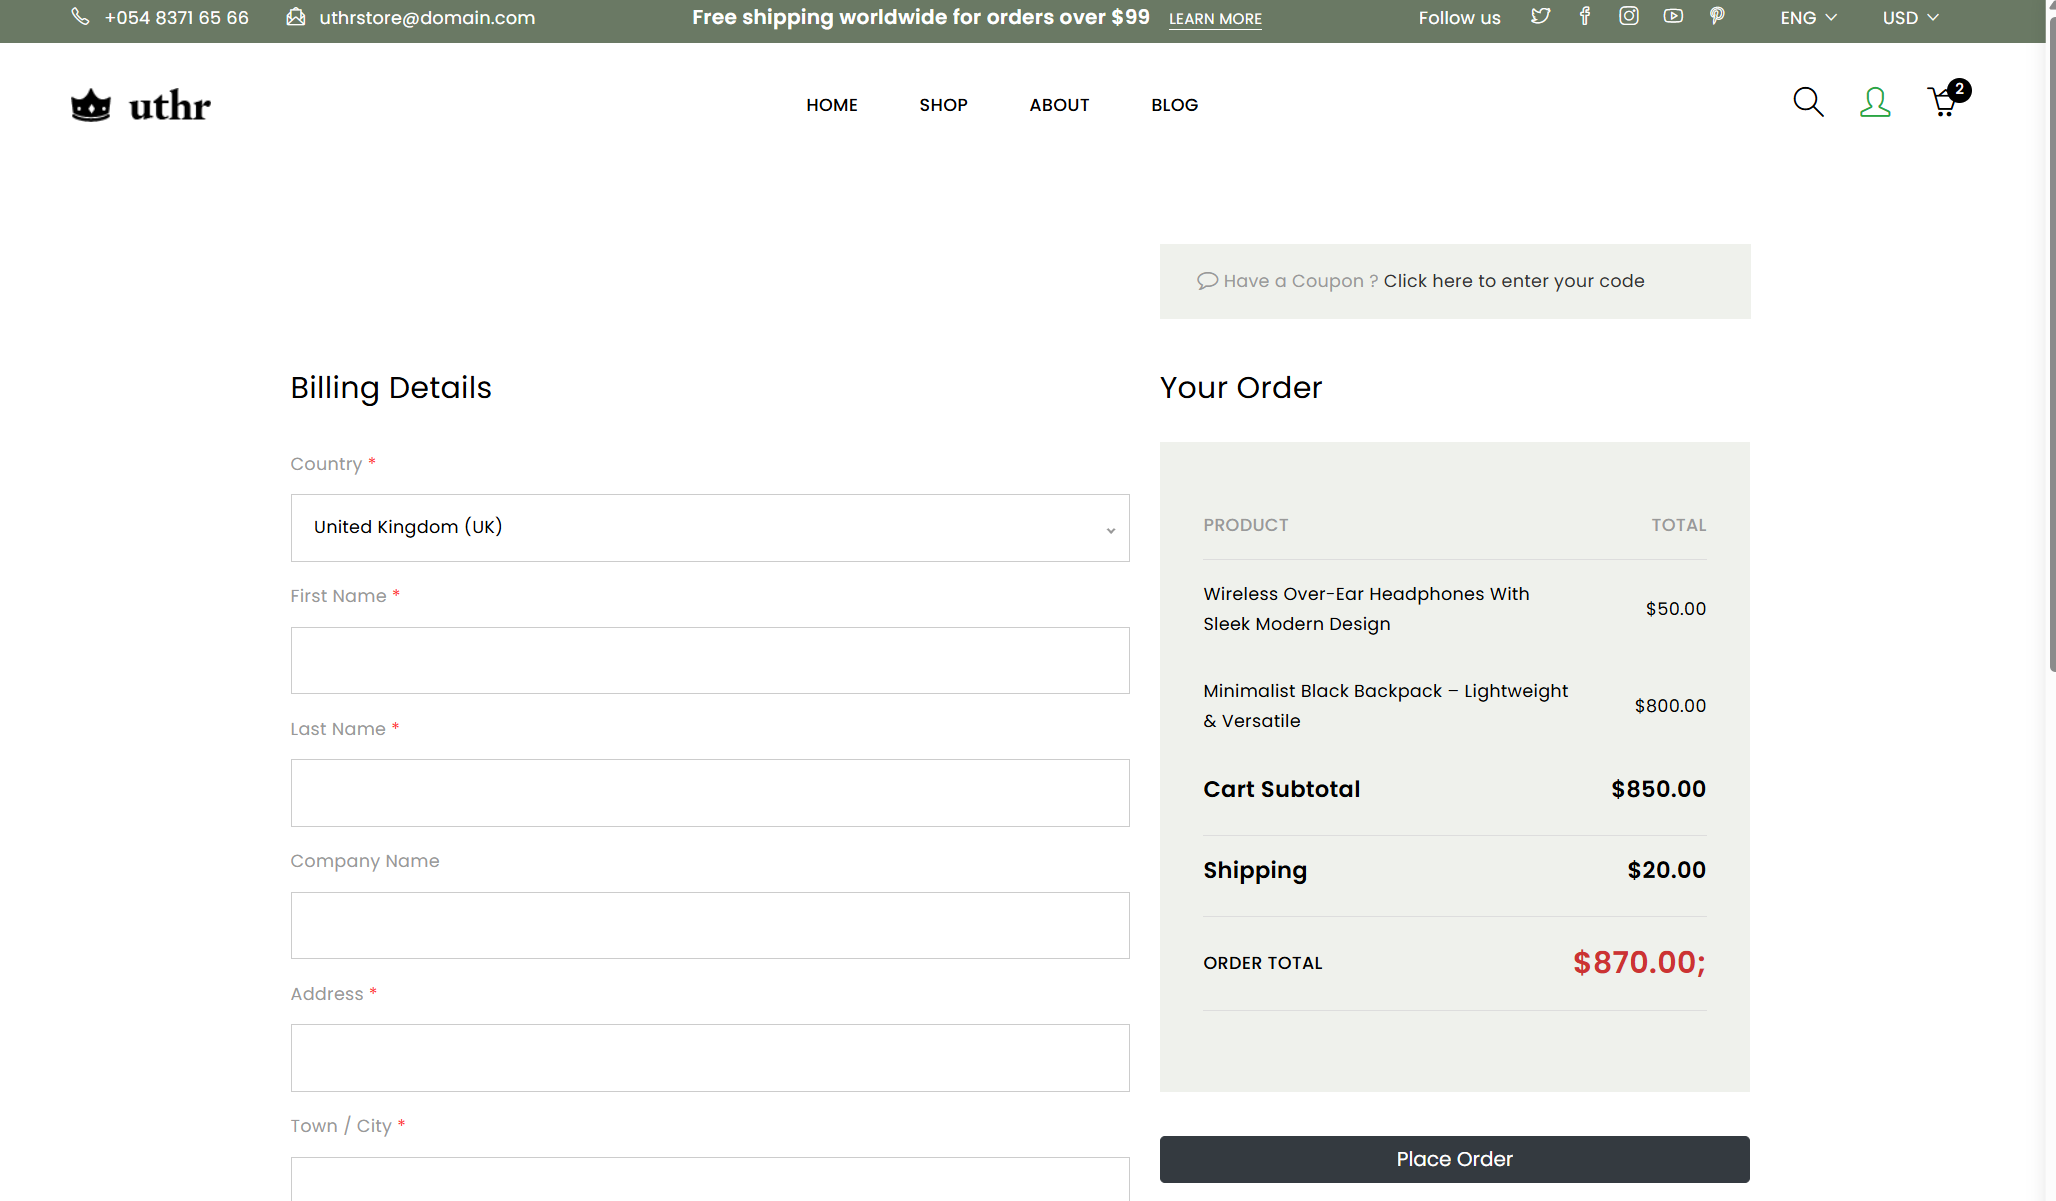 +054 8371 65 66 uthrstore@domain.com Free shipping worldwide for orders over $99 LEARN MORE Follow us ENG USD
uthr HOME SHOP ABOUT BLOG 2
Have a Coupon ? Click here to enter your code
Billing Details
Country *
United Kingdom (UK)
First Name *
Last Name *
Company Name
Address *
Town / City *
Your Order
PRODUCT TOTAL
Wireless Over-Ear Headphones With
Sleek Modern Design
$50.00
Minimalist Black Backpack – Lightweight
& Versatile
$800.00
Cart Subtotal $850.00
Shipping $20.00
ORDER TOTAL $870.00;
Place Order